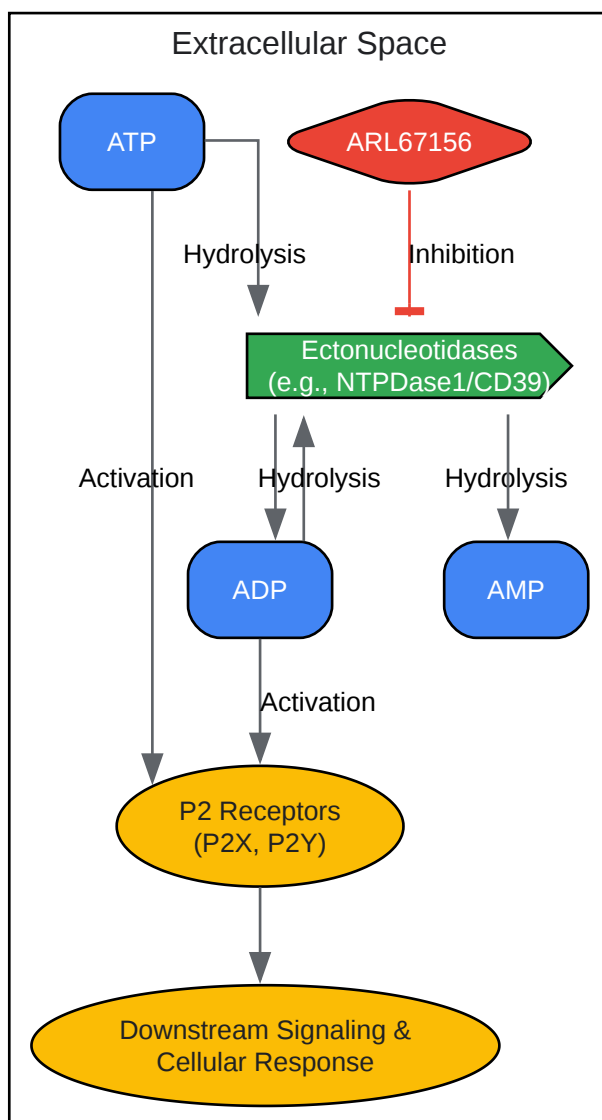 Extracellular Space
ATP
ARL67156
Hydrolysis
Inhibition
Ectonucleotidases
(e.g., NTPDase1/CD39)
Activation
Hydrolysis
Hydrolysis
ADP
AMP
Activation
P2 Receptors
(P2X, P2Y)
Downstream Signaling &
Cellular Response